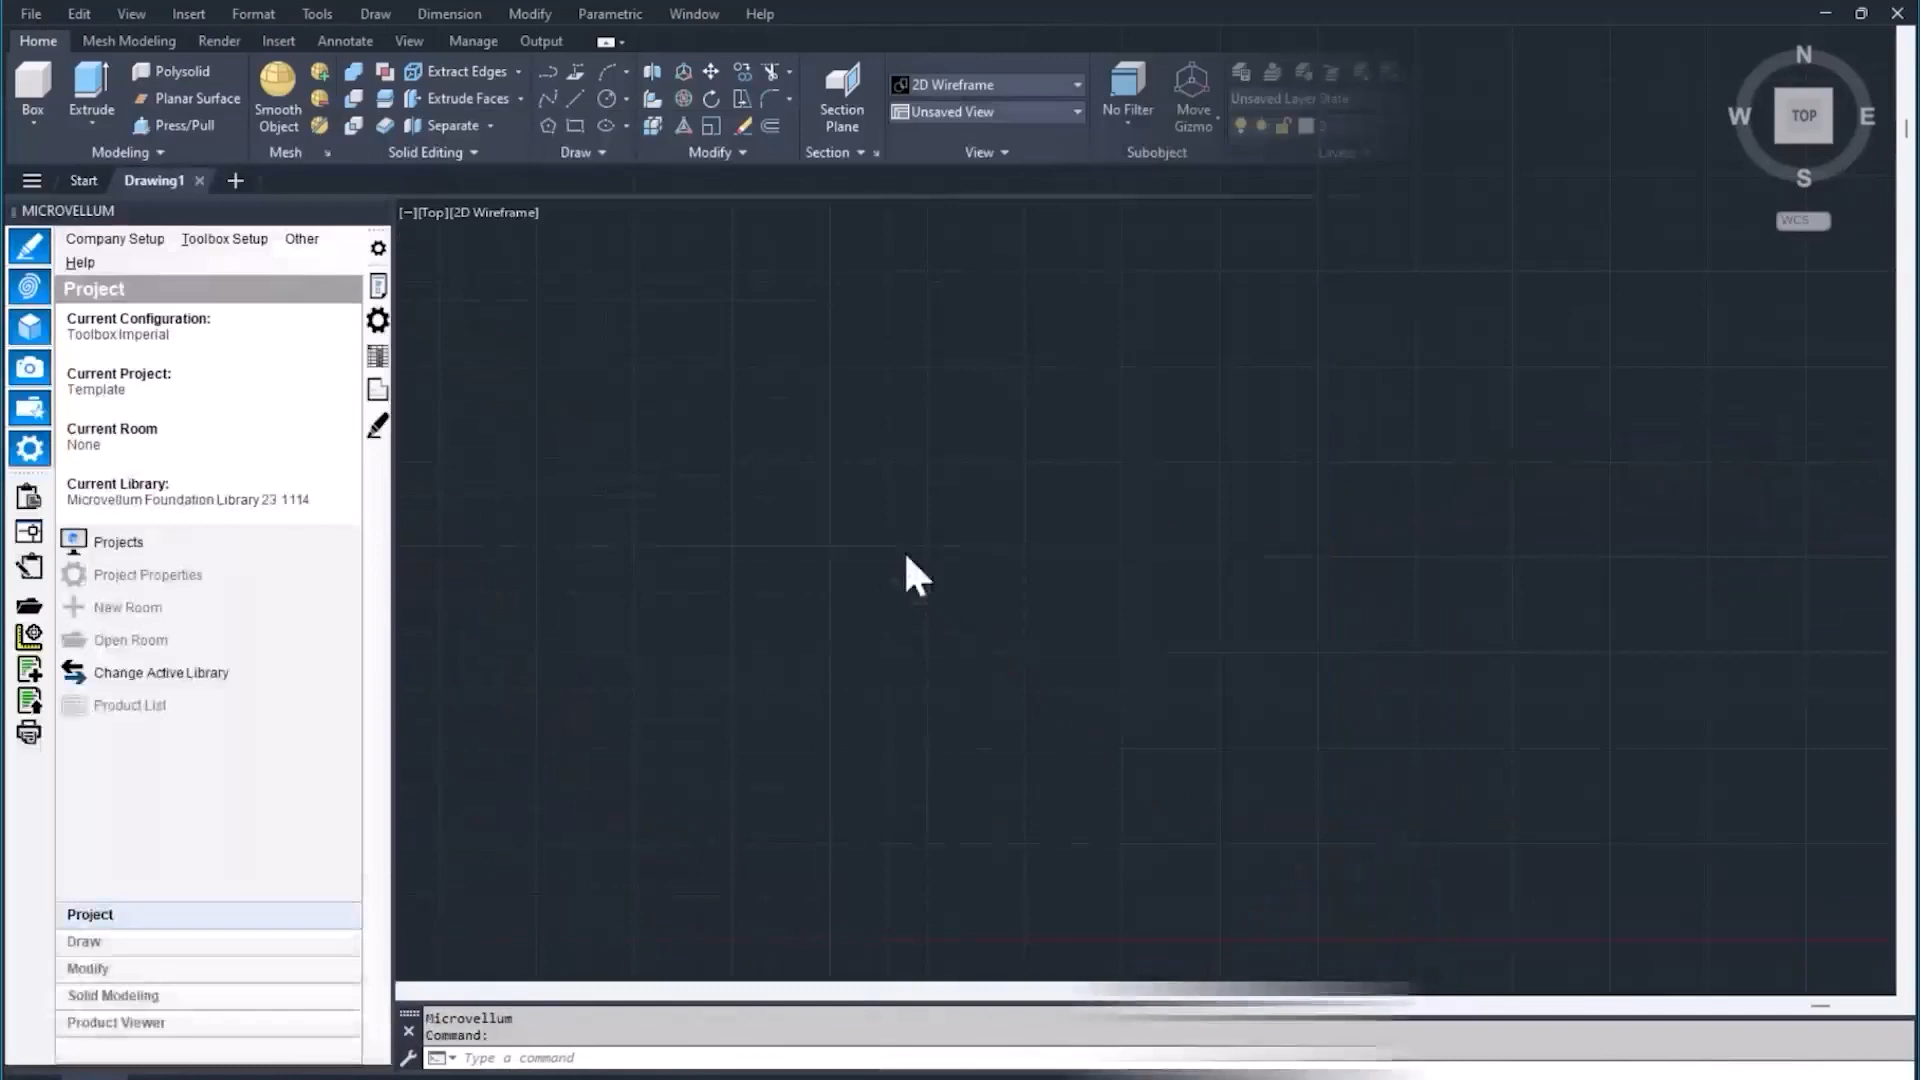 File Edit View Insert Format Tools Draw Dimension Modify Parametric Window Help
Home Mesh Modeling Render Insert Annotate View Manage Output
Box
Extrude
Polysolid
Planar Surface
Press/Pull
Modeling
Smooth
Object
Mesh
Extract Edges
Extrude Faces
Separate
Solid Editing
Draw
Modify
Section
Plane
Section
2D Wireframe
Unsaved View
View
No Filter
Move
Gizmo
Subobject
Unsaved Layer State
Layers
N
W TOP E
S
WCS
Start Drawing1
MICROVELLUM
[−][Top][2D Wireframe]
Company Setup Toolbox Setup Other
Help
Project
Current Configuration:
Toolbox Imperial
Current Project:
Template
Current Room
None
Current Library:
Microvellum Foundation Library 23 1114
Projects
Project Properties
New Room
Open Room
Change Active Library
Product List
Project
Draw
Modify
Solid Modeling
Product Viewer
Microvellum
Command:
Type a command